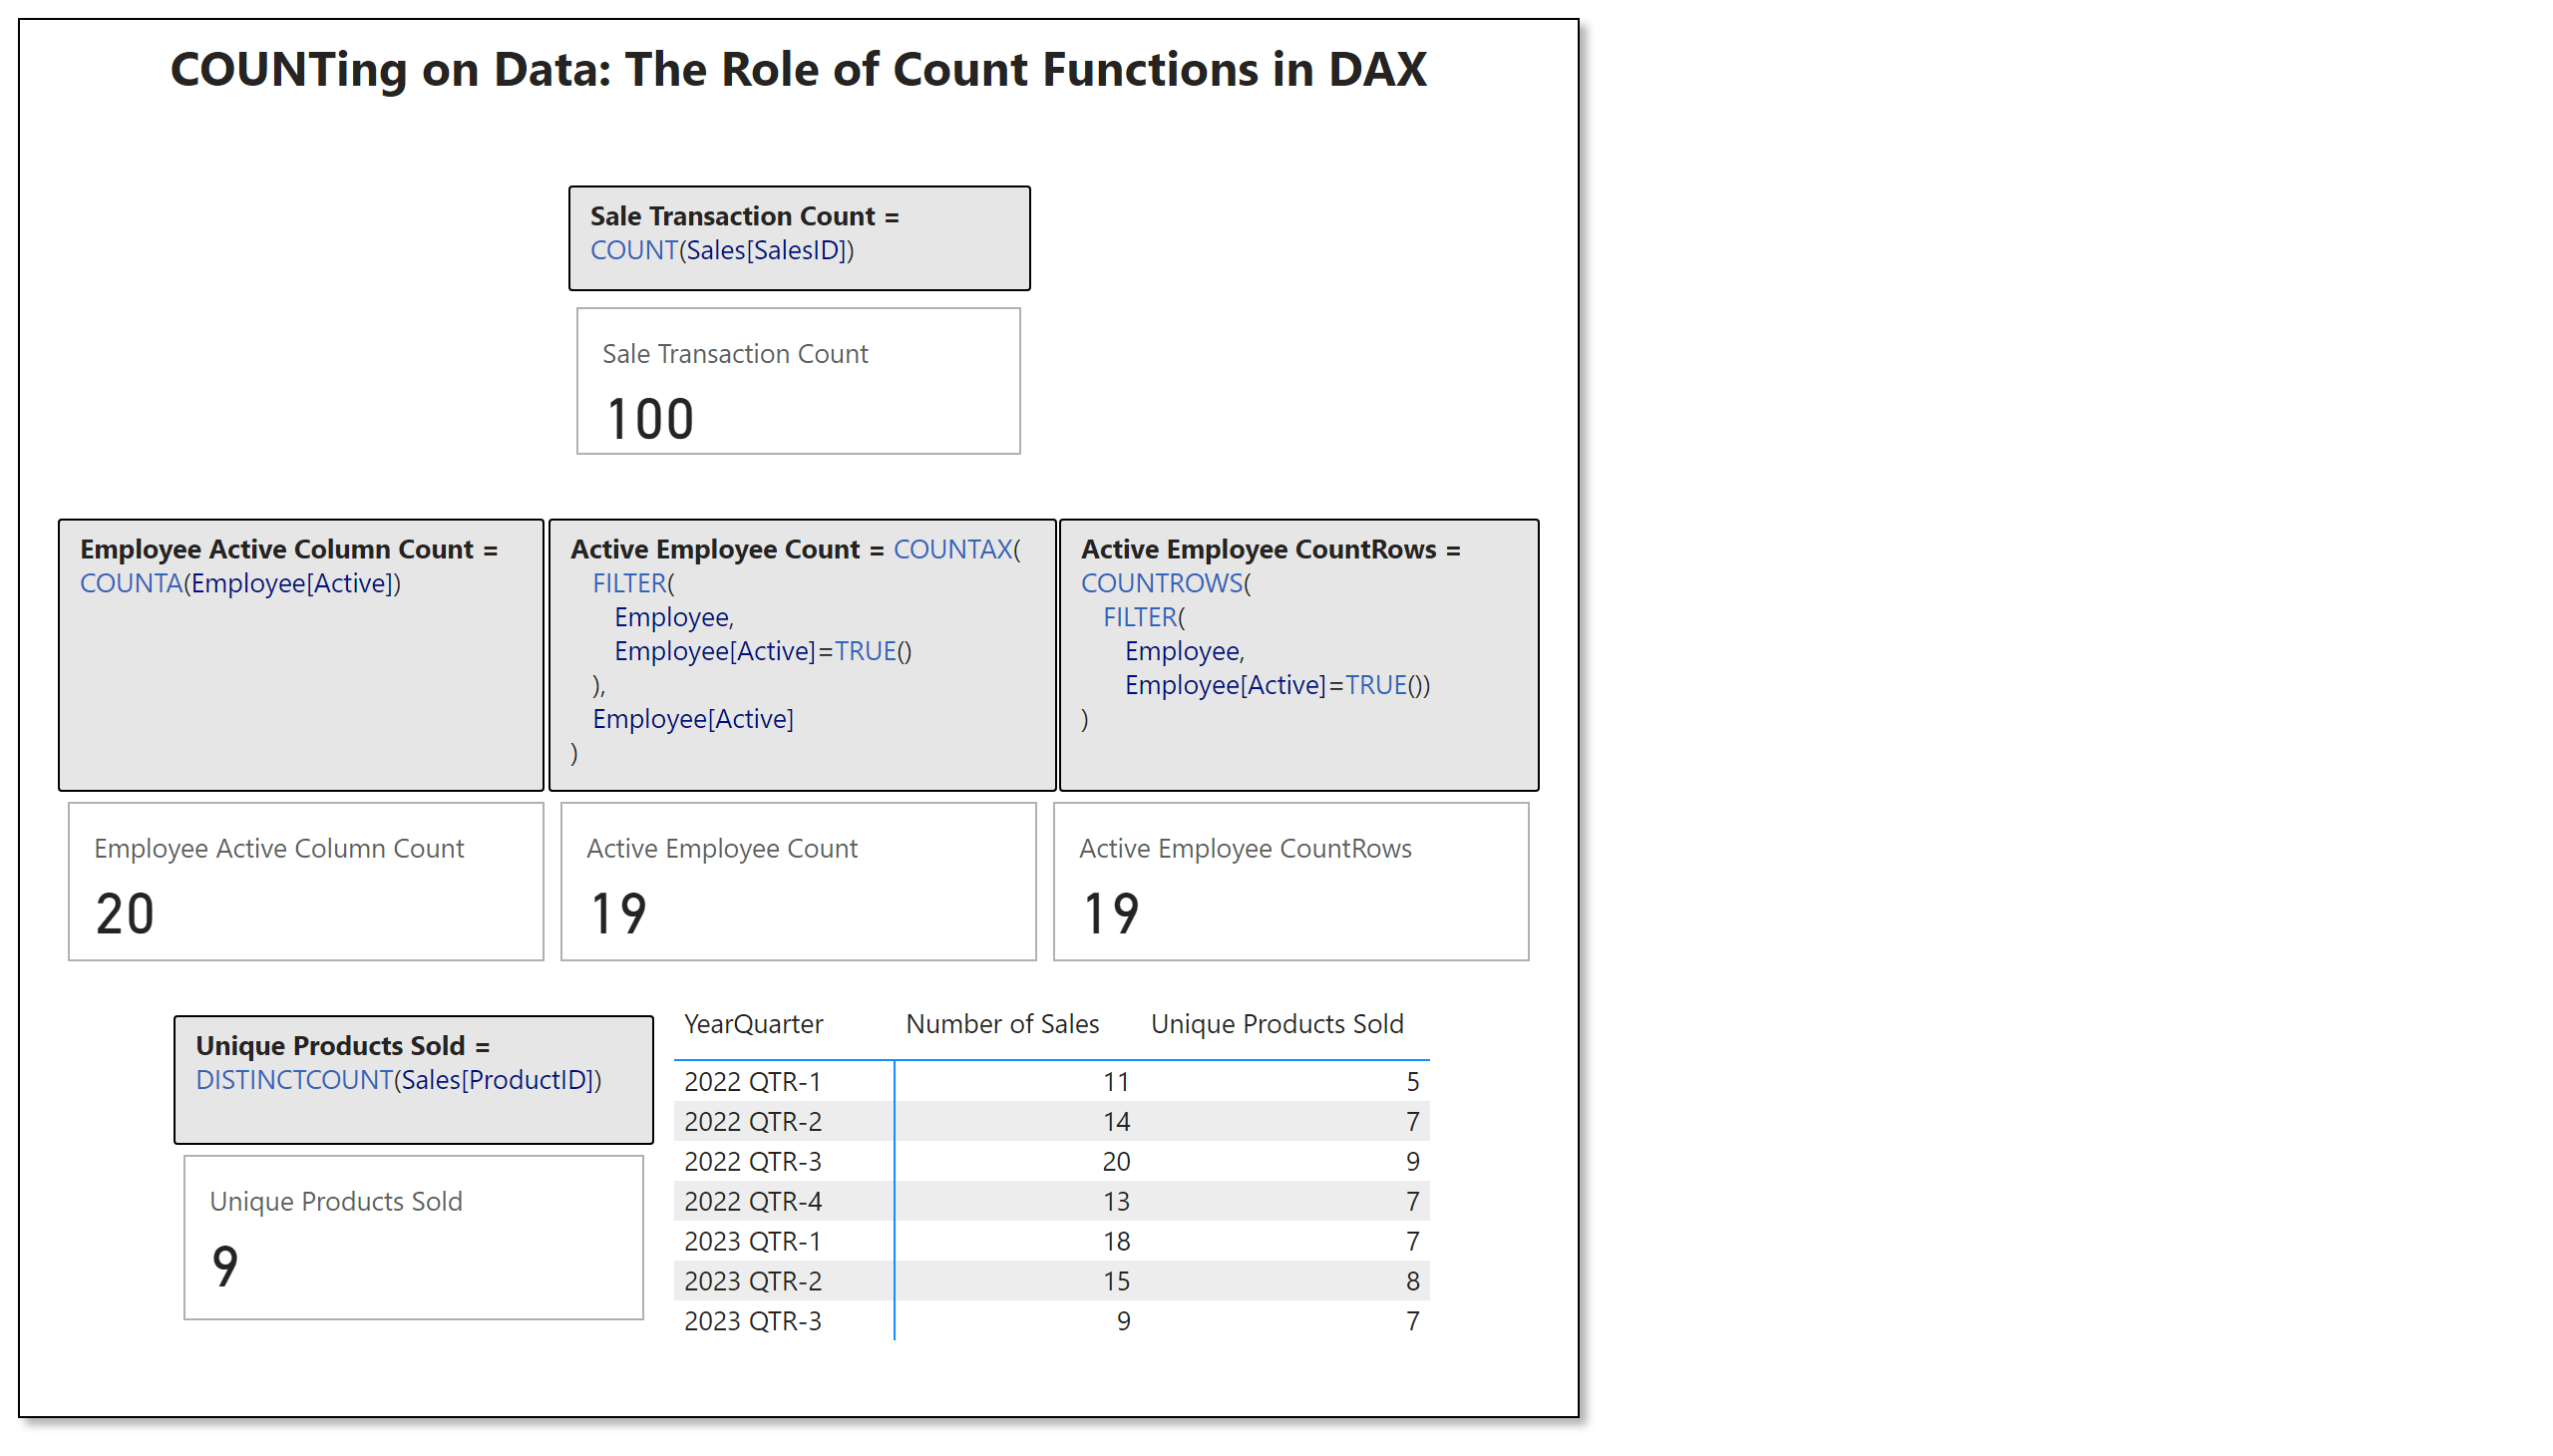 COUNTing on Data: The Role of Count Functions in DAX
Sale Transaction Count =
COUNT(Sales[SalesID])
Sale Transaction Count
100
Employee Active Column Count =
COUNTA(Employee[Active])
Active Employee Count = COUNTAX(
FILTER(
Employee,
Employee[Active]=TRUE()
),
Employee[Active]
)
Active Employee CountRows =
COUNTROWS(
FILTER(
Employee,
Employee[Active]=TRUE())
)
Employee Active Column Count
20
Active Employee Count
19
Active Employee CountRows
19
Unique Products Sold =
DISTINCTCOUNT(Sales[ProductID])
Unique Products Sold
9
YearQuarter Number of Sales Unique Products Sold
2022 QTR-1 11 5
2022 QTR-2 14 7
2022 QTR-3 20 9
2022 QTR-4 13 7
2023 QTR-1 18 7
2023 QTR-2 15 8
2023 QTR-3 9 7